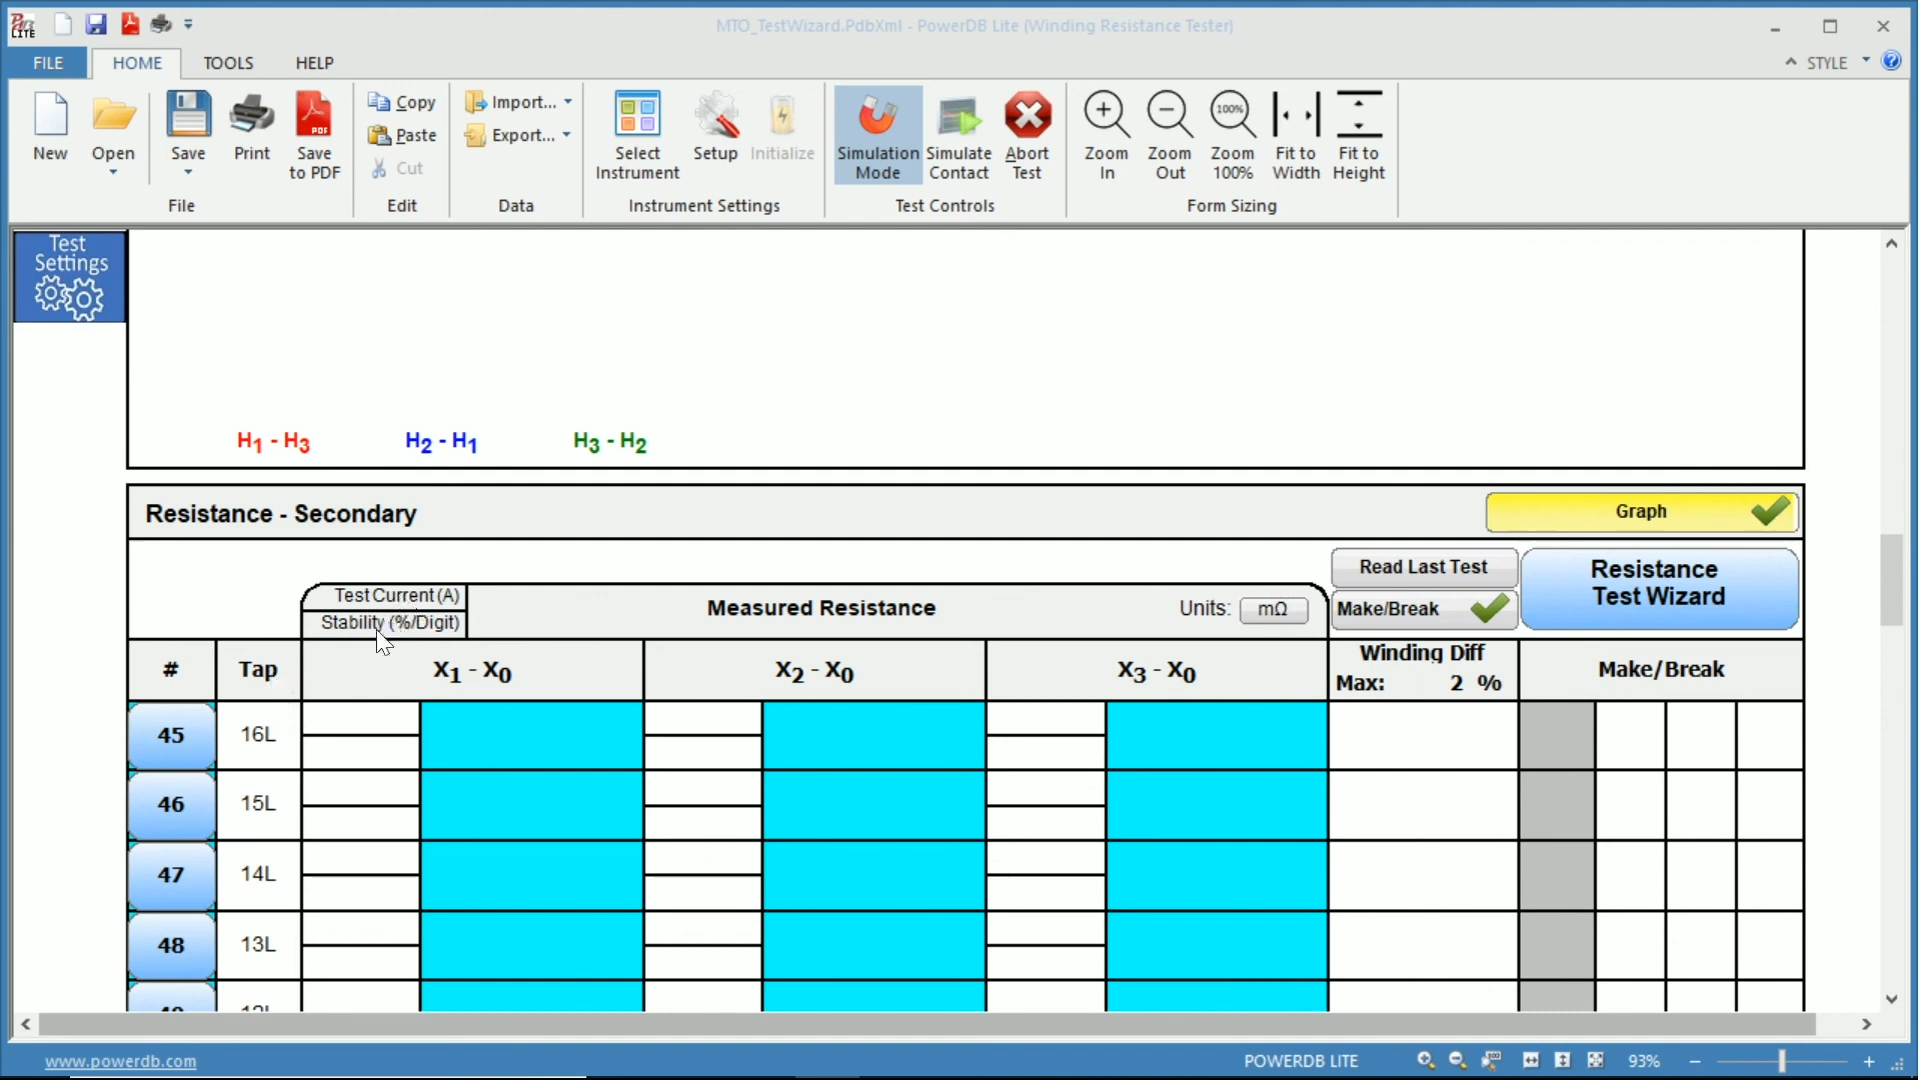 LITE
MTO_TestWizard.PdbXml - PowerDB Lite (Winding Resistance Tester)
FILE HOME TOOLS HELP STYLE
New
Open
Save
Print
Save to PDF
Copy
Paste
Cut
Import...
Export...
Select Instrument
Setup
Initialize
Simulation Mode
Simulate Contact
Abort Test
Zoom In
Zoom Out
100%
Zoom 100%
Fit to Width
Fit to Height
File
Edit
Data
Instrument Settings
Test Controls
Form Sizing
Test
Settings
H1 - H3 H2 - H1 H3 - H2
Resistance - Secondary
Graph
Read Last Test
Resistance
Test Wizard
Test Current (A)
Stability (%/Digit)
Measured Resistance
Units: mΩ
Make/Break
# Tap X1 - X0 X2 - X0 X3 - X0
Winding Diff
Max: 2 %
Make/Break
45 16L
46 15L
47 14L
48 13L
www.powerdb.com POWERDB LITE 93%